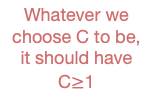 Whatever we
choose C to be,
it should have
C≥1